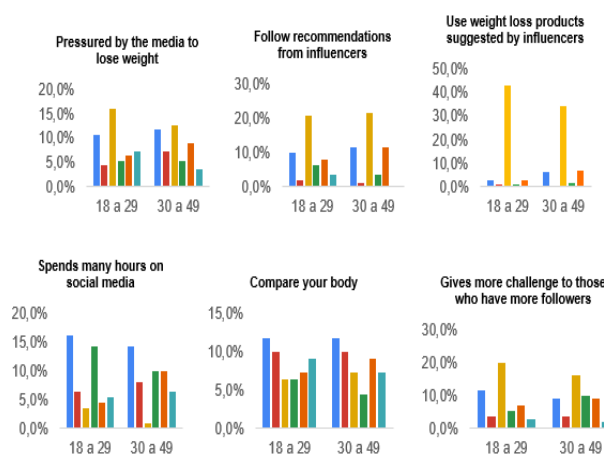 Pressured by the media to
lose weight
20,0%
15,0%
10,0%
5,0%
0,0%
18 a 29
30 a 49
Follow recommendations
from influencers
30,0%
20,0%
10,0%
0,0%
18 a 29
30 a 49
Use weight loss products
suggested by influencers
50,0%
40,0%
30,0%
20,0%
10,0%
0,0%
18 a 29
30 a 49
Spends many hours on
social media
20,0%
15,0%
10,0%
5,0%
0,0%
18 a 29
30 a 49
Compare your body
15,0%
10,0%
5,0%
0,0%
18 a 29
30 a 49
Gives more challenge to those
who have more followers
30,0%
20,0%
10,0%
0,0%
18 a 29
30 a 49